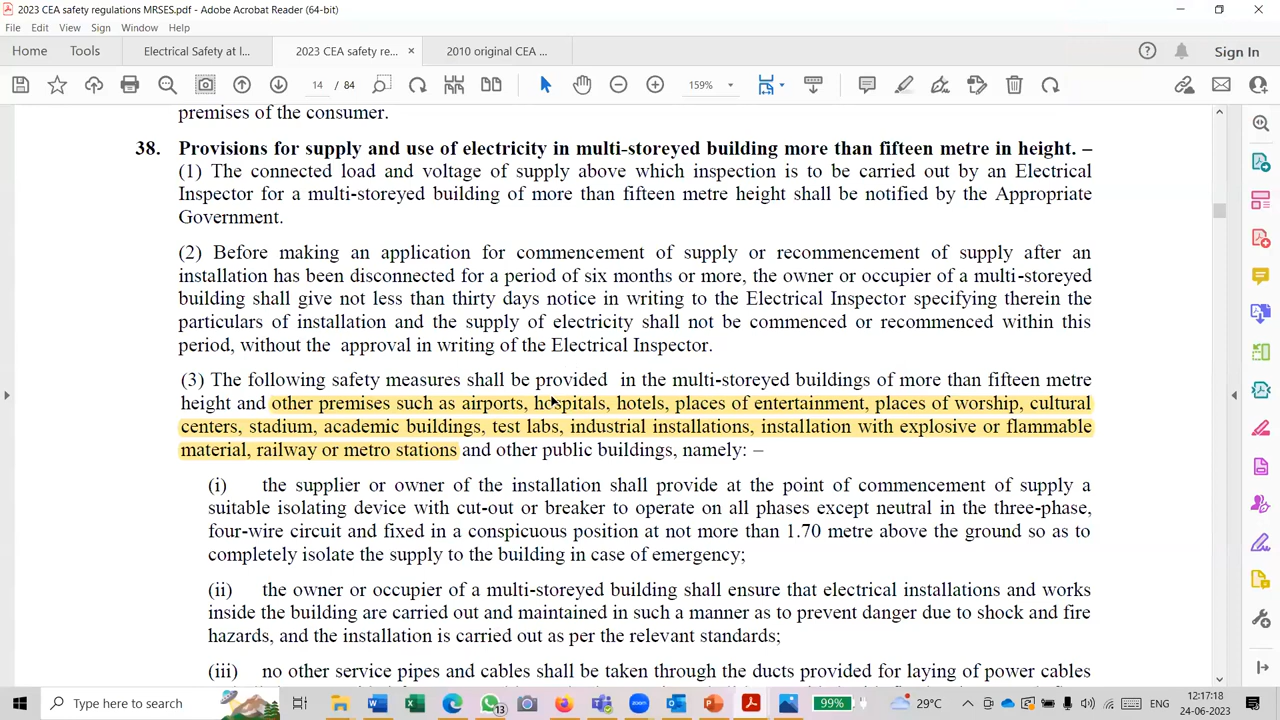 2023 CEA safety regulations MRSES.pdf - Adobe Acrobat Reader (64-bit)
File Edit View Sign Window Help
Home Tools Electrical Safety at I... 2023 CEA safety re... × 2010 original CEA ... Sign In
14 / 84 159%
premises of the consumer.
38. Provisions for supply and use of electricity in multi-storeyed building more than fifteen metre in height. –
(1) The connected load and voltage of supply above which inspection is to be carried out by an Electrical
Inspector for a multi-storeyed building of more than fifteen metre height shall be notified by the Appropriate
Government.
(2) Before making an application for commencement of supply or recommencement of supply after an
installation has been disconnected for a period of six months or more, the owner or occupier of a multi-storeyed
building shall give not less than thirty days notice in writing to the Electrical Inspector specifying therein the
particulars of installation and the supply of electricity shall not be commenced or recommenced within this
period, without the approval in writing of the Electrical Inspector.
(3) The following safety measures shall be provided in the multi-storeyed buildings of more than fifteen metre
height and other premises such as airports, hospitals, hotels, places of entertainment, places of worship, cultural
centers, stadium, academic buildings, test labs, industrial installations, installation with explosive or flammable
material, railway or metro stations and other public buildings, namely: –
(i) the supplier or owner of the installation shall provide at the point of commencement of supply a
suitable isolating device with cut-out or breaker to operate on all phases except neutral in the three-phase,
four-wire circuit and fixed in a conspicuous position at not more than 1.70 metre above the ground so as to
completely isolate the supply to the building in case of emergency;
(ii) the owner or occupier of a multi-storeyed building shall ensure that electrical installations and works
inside the building are carried out and maintained in such a manner as to prevent danger due to shock and fire
hazards, and the installation is carried out as per the relevant standards;
(iii) no other service pipes and cables shall be taken through the ducts provided for laying of power cables
Type here to search 13 99% 29°C ENG 12:17:18
24-06-2023